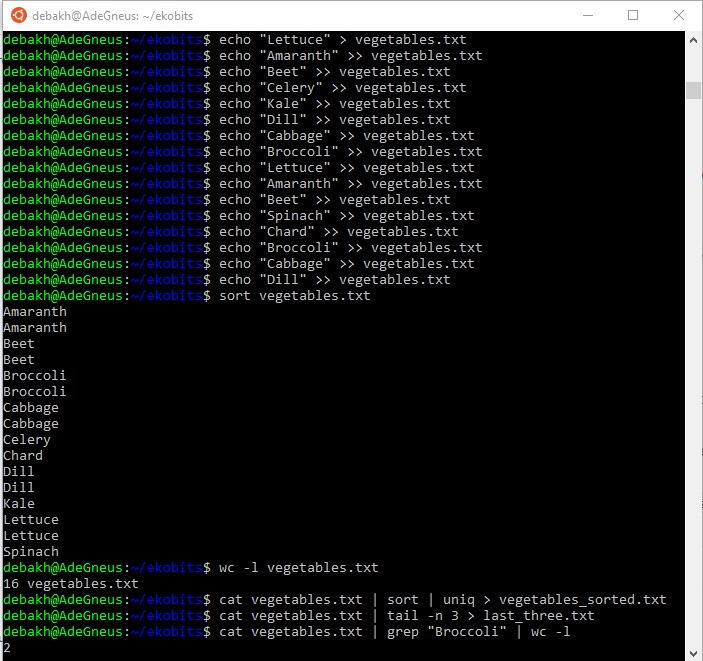 debakh@AdeGneus: ~/ekobits
debakh@AdeGneus:~/ekobits$ echo "Lettuce" > vegetables.txt
debakh@AdeGneus:~/ekobits$ echo "Amaranth" >> vegetables.txt
debakh@AdeGneus:~/ekobits$ echo "Beet" >> vegetables.txt
debakh@AdeGneus:~/ekobits$ echo "Celery" >> vegetables.txt
debakh@AdeGneus:~/ekobits$ echo "Kale" >> vegetables.txt
debakh@AdeGneus:~/ekobits$ echo "Dill" >> vegetables.txt
debakh@AdeGneus:~/ekobits$ echo "Cabbage" >> vegetables.txt
debakh@AdeGneus:~/ekobits$ echo "Broccoli" >> vegetables.txt
debakh@AdeGneus:~/ekobits$ echo "Lettuce" >> vegetables.txt
debakh@AdeGneus:~/ekobits$ echo "Amaranth" >> vegetables.txt
debakh@AdeGneus:~/ekobits$ echo "Beet" >> vegetables.txt
debakh@AdeGneus:~/ekobits$ echo "Spinach" >> vegetables.txt
debakh@AdeGneus:~/ekobits$ echo "Chard" >> vegetables.txt
debakh@AdeGneus:~/ekobits$ echo "Broccoli" >> vegetables.txt
debakh@AdeGneus:~/ekobits$ echo "Cabbage" >> vegetables.txt
debakh@AdeGneus:~/ekobits$ echo "Dill" >> vegetables.txt
debakh@AdeGneus:~/ekobits$ sort vegetables.txt
Amaranth
Amaranth
Beet
Beet
Broccoli
Broccoli
Cabbage
Cabbage
Celery
Chard
Dill
Dill
Kale
Lettuce
Lettuce
Spinach
debakh@AdeGneus:~/ekobits$ wc -l vegetables.txt
16 vegetables.txt
debakh@AdeGneus:~/ekobits$ cat vegetables.txt | sort | uniq > vegetables_sorted.txt
debakh@AdeGneus:~/ekobits$ cat vegetables.txt | tail -n 3 > last_three.txt
debakh@AdeGneus:~/ekobits$ cat vegetables.txt | grep "Broccoli" | wc -l
2